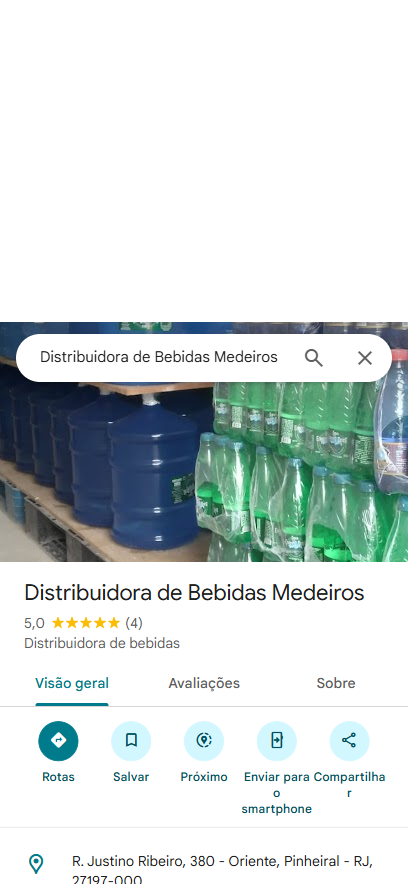 Distribuidora de Bebidas Medeiros
Distribuidora de Bebidas Medeiros
5,0 ★★★★★ (4)
Distribuidora de bebidas
Visão geral
Avaliações
Sobre
Rotas
Salvar
Próximo
Enviar para
o
smartphone
Compartilha
r
R. Justino Ribeiro, 380 - Oriente, Pinheiral - RJ,
27197-000